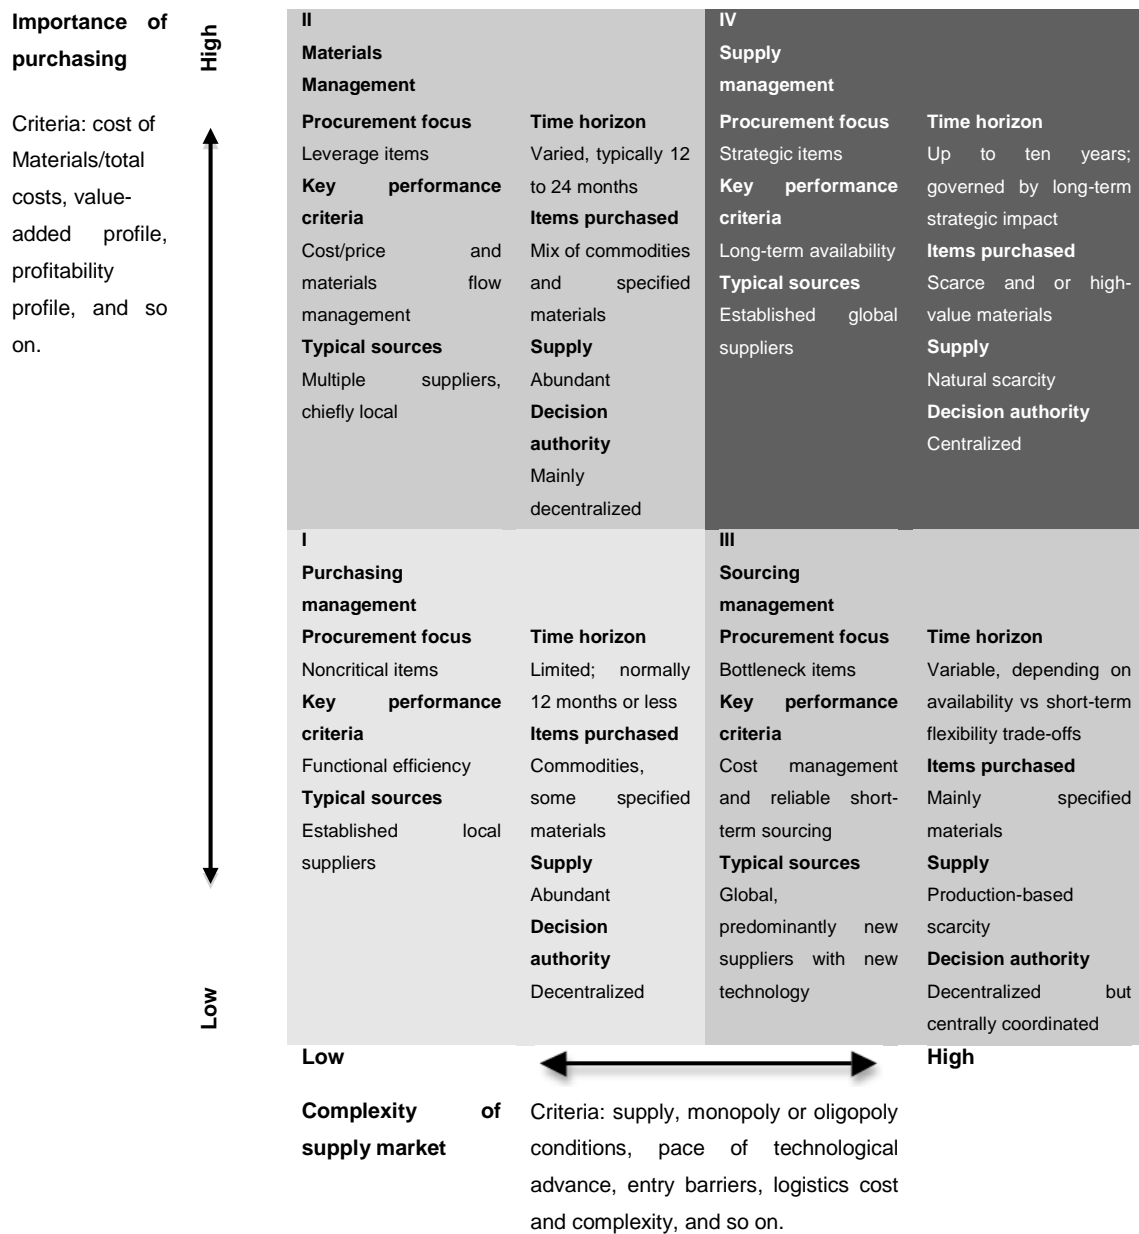 Importance of
purchasing
High
Criteria: cost of
Materials/total
costs, value-
added profile,
profitability
profile, and so
on.
Low
II
Materials
Management
Procurement focus
Leverage items
Key performance
criteria
Cost/price and
materials flow
management
Typical sources
Multiple suppliers,
chiefly local
Time horizon
Varied, typically 12
to 24 months
Items purchased
Mix of commodities
and specified
materials
Supply
Abundant
Decision
authority
Mainly
decentralized
IV
Supply
management
Procurement focus
Strategic items
Key performance
criteria
Long-term availability
Typical sources
Established global
suppliers
Time horizon
Up to ten years;
governed by long-term
strategic impact
Items purchased
Scarce and or high-
value materials
Supply
Natural scarcity
Decision authority
Centralized
I
Purchasing
management
Procurement focus
Noncritical items
Key performance
criteria
Functional efficiency
Typical sources
Established local
suppliers
Time horizon
Limited; normally
12 months or less
Items purchased
Commodities,
some specified
materials
Supply
Abundant
Decision
authority
Decentralized
III
Sourcing
management
Procurement focus
Bottleneck items
Key performance
criteria
Cost management
and reliable short-
term sourcing
Typical sources
Global,
predominantly new
suppliers with new
technology
Time horizon
Variable, depending on
availability vs short-term
flexibility trade-offs
Items purchased
Mainly specified
materials
Supply
Production-based
scarcity
Decision authority
Decentralized but
centrally coordinated
Low
High
Complexity of
supply market
Criteria: supply, monopoly or oligopoly
conditions, pace of technological
advance, entry barriers, logistics cost
and complexity, and so on.